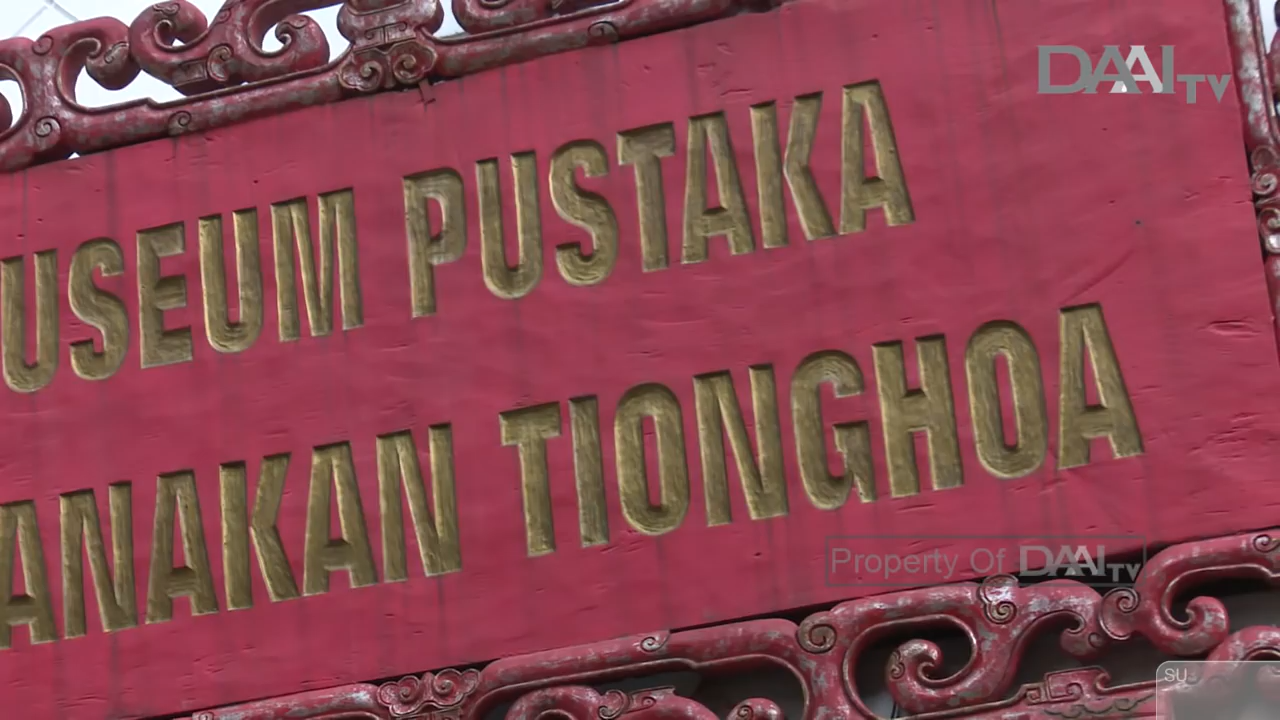 DAAI TV
USEUM PUSTAKA
ANAKAN TIONGHOA
Property Of DAAI TV
SU